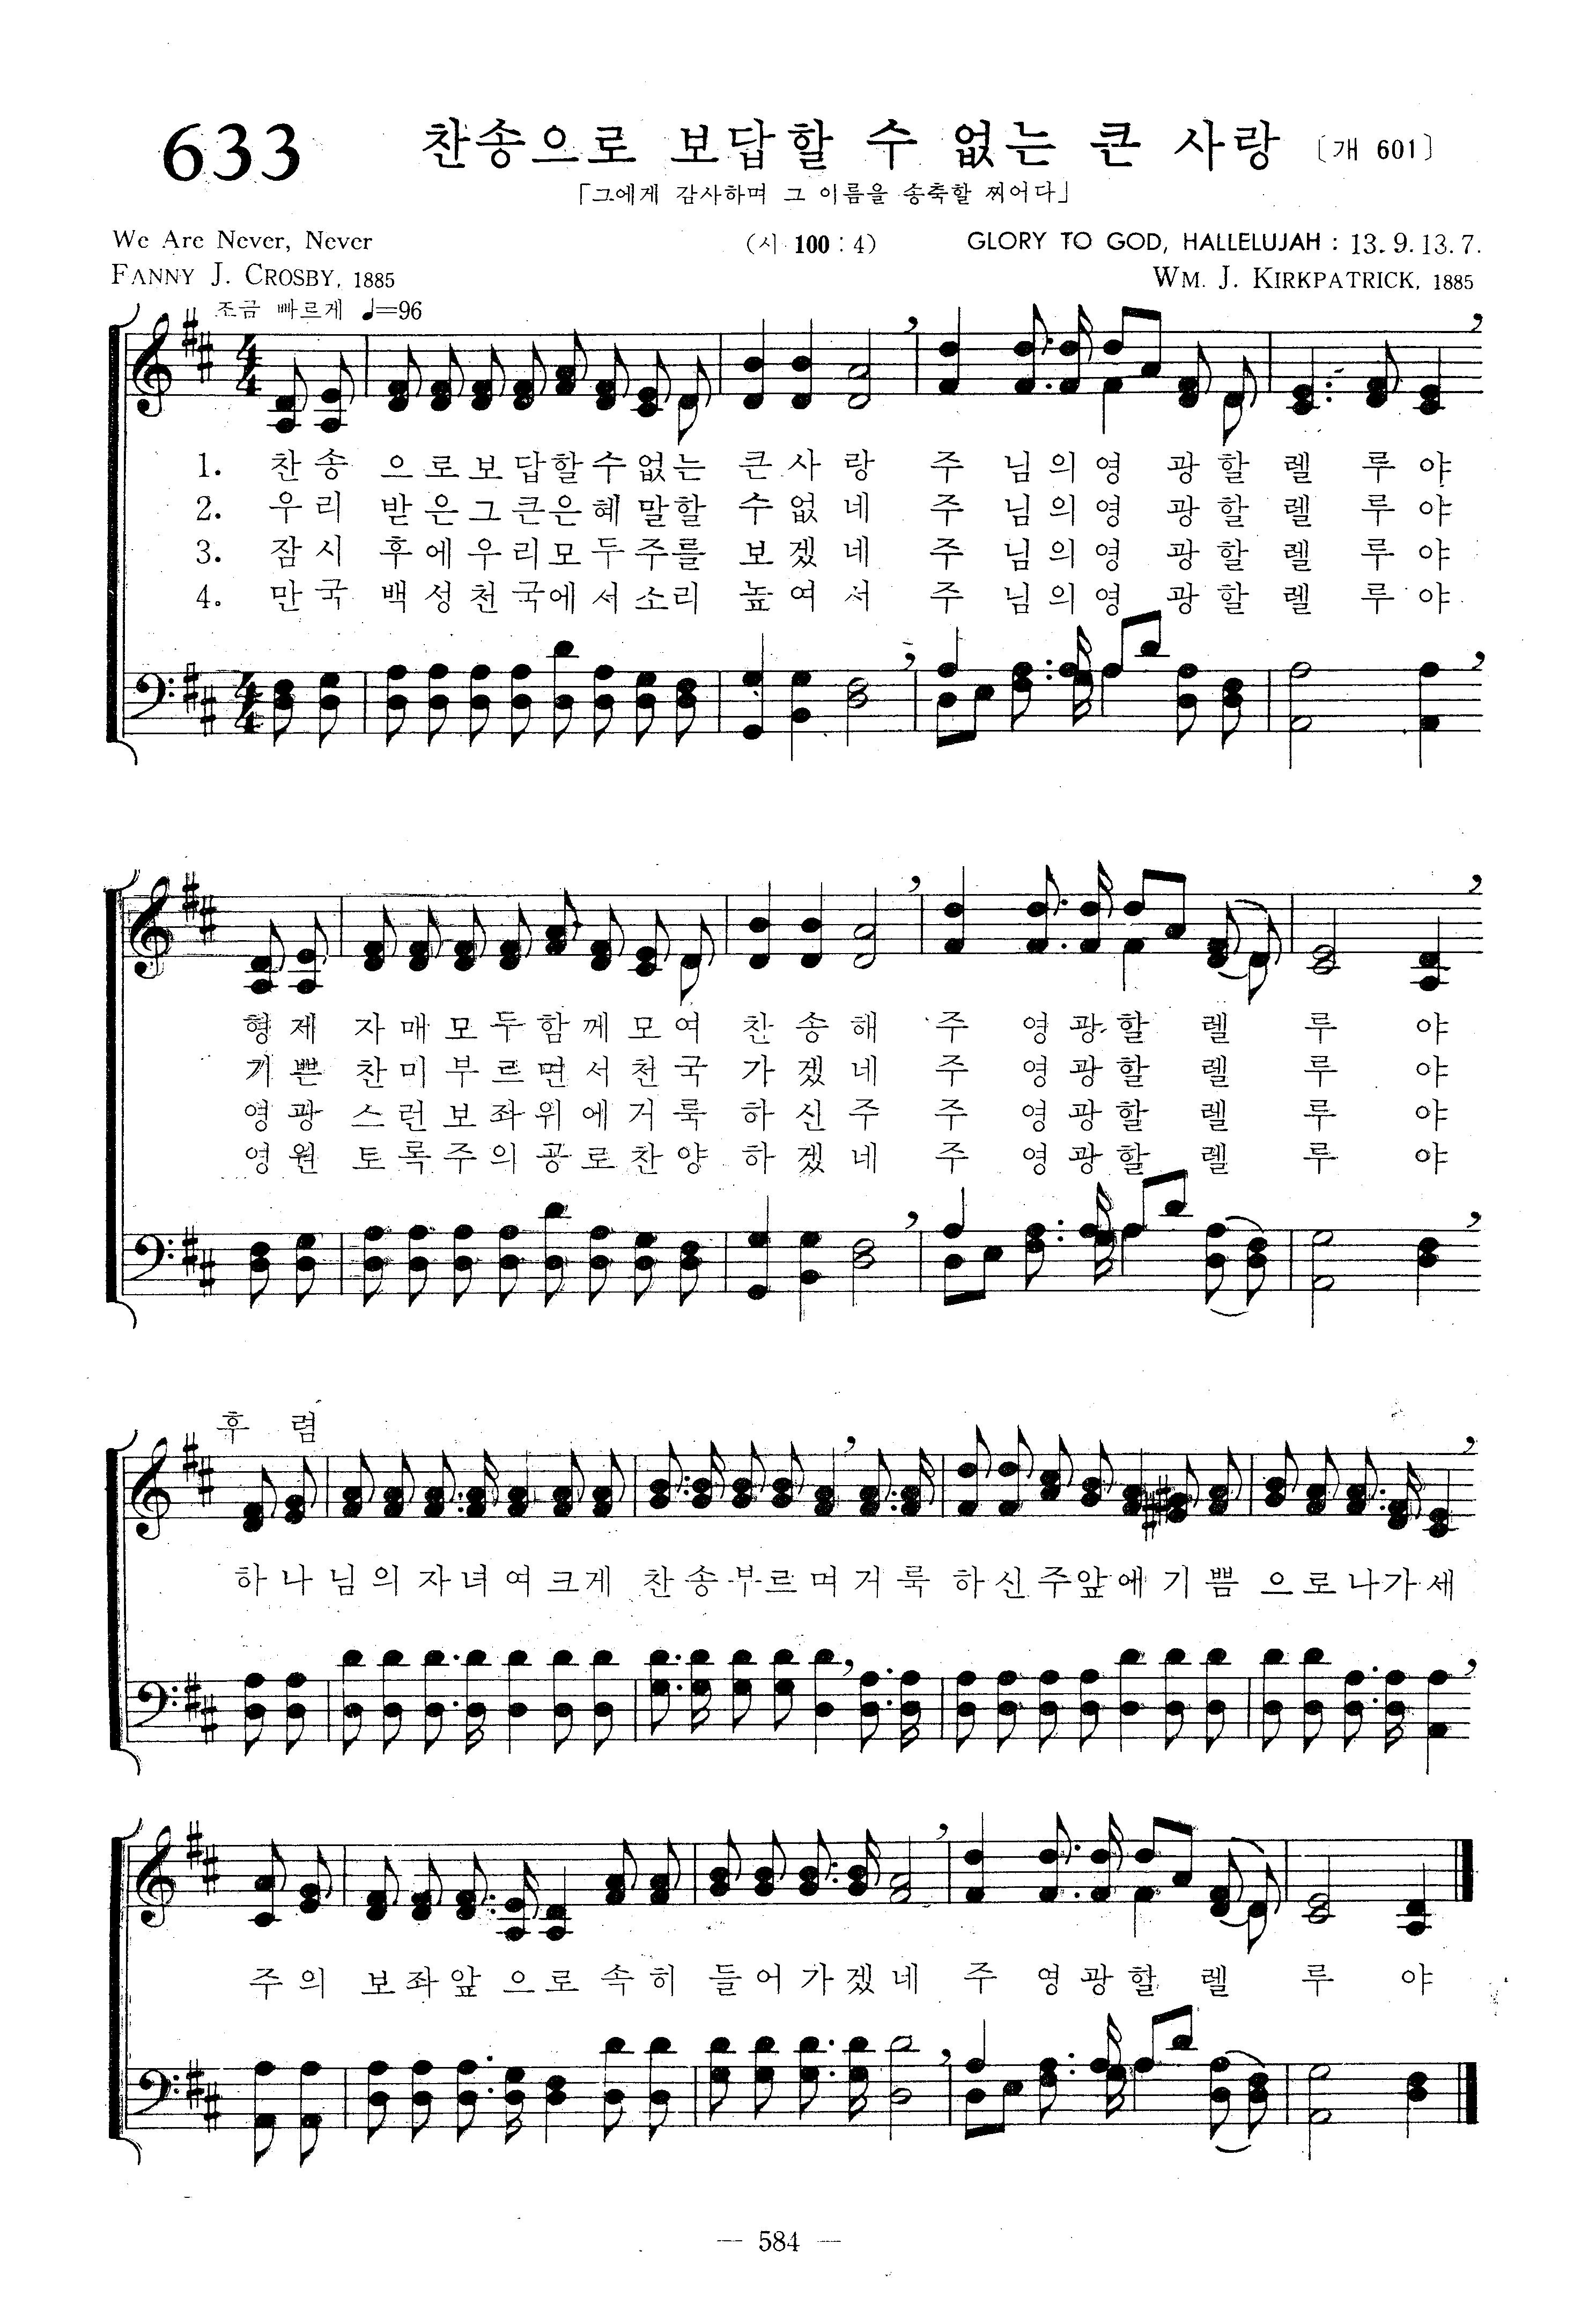 633 찬송으로 보답할 수 없는 큰 사랑 〔개 601〕
「그에게 감사하며 그 이름을 송축할 찌어다」
We Are Never, Never (시 100 : 4) GLORY TO GOD, HALLELUJAH : 13. 9. 13. 7.
FANNY J. CROSBY, 1885 WM. J. KIRKPATRICK, 1885
조금 빠르게 ♩=96
1. 찬송 으로보답할수없는 큰사랑 주 님의영 광할렐 루야
2. 우리 받은그큰은혜말할 수없네 주 님의영 광할렐 루야
3. 잠시 후에우리모두주를 보겠네 주 님의영 광할렐 루야
4. 만국 백성천국에서소리 높여서 주 님의영 광할렐 루야
형제 자매모두함께모여 찬송해 주 영광할 렐 루 야
기쁜 찬미부르면서천국 가겠네 주 영광할 렐 루 야
영광 스런보좌위에거룩 하신주 주 영광할 렐 루 야
영원 토록주의공로찬양 하겠네 주 영광할 렐 루 야
후 렴
하나님의자녀여크게 찬송부르며거룩 하신주앞에기쁨 으로나가세
주의 보좌앞으로속히 들어가겠네 주 영광할 렐 루 야
— 584 —